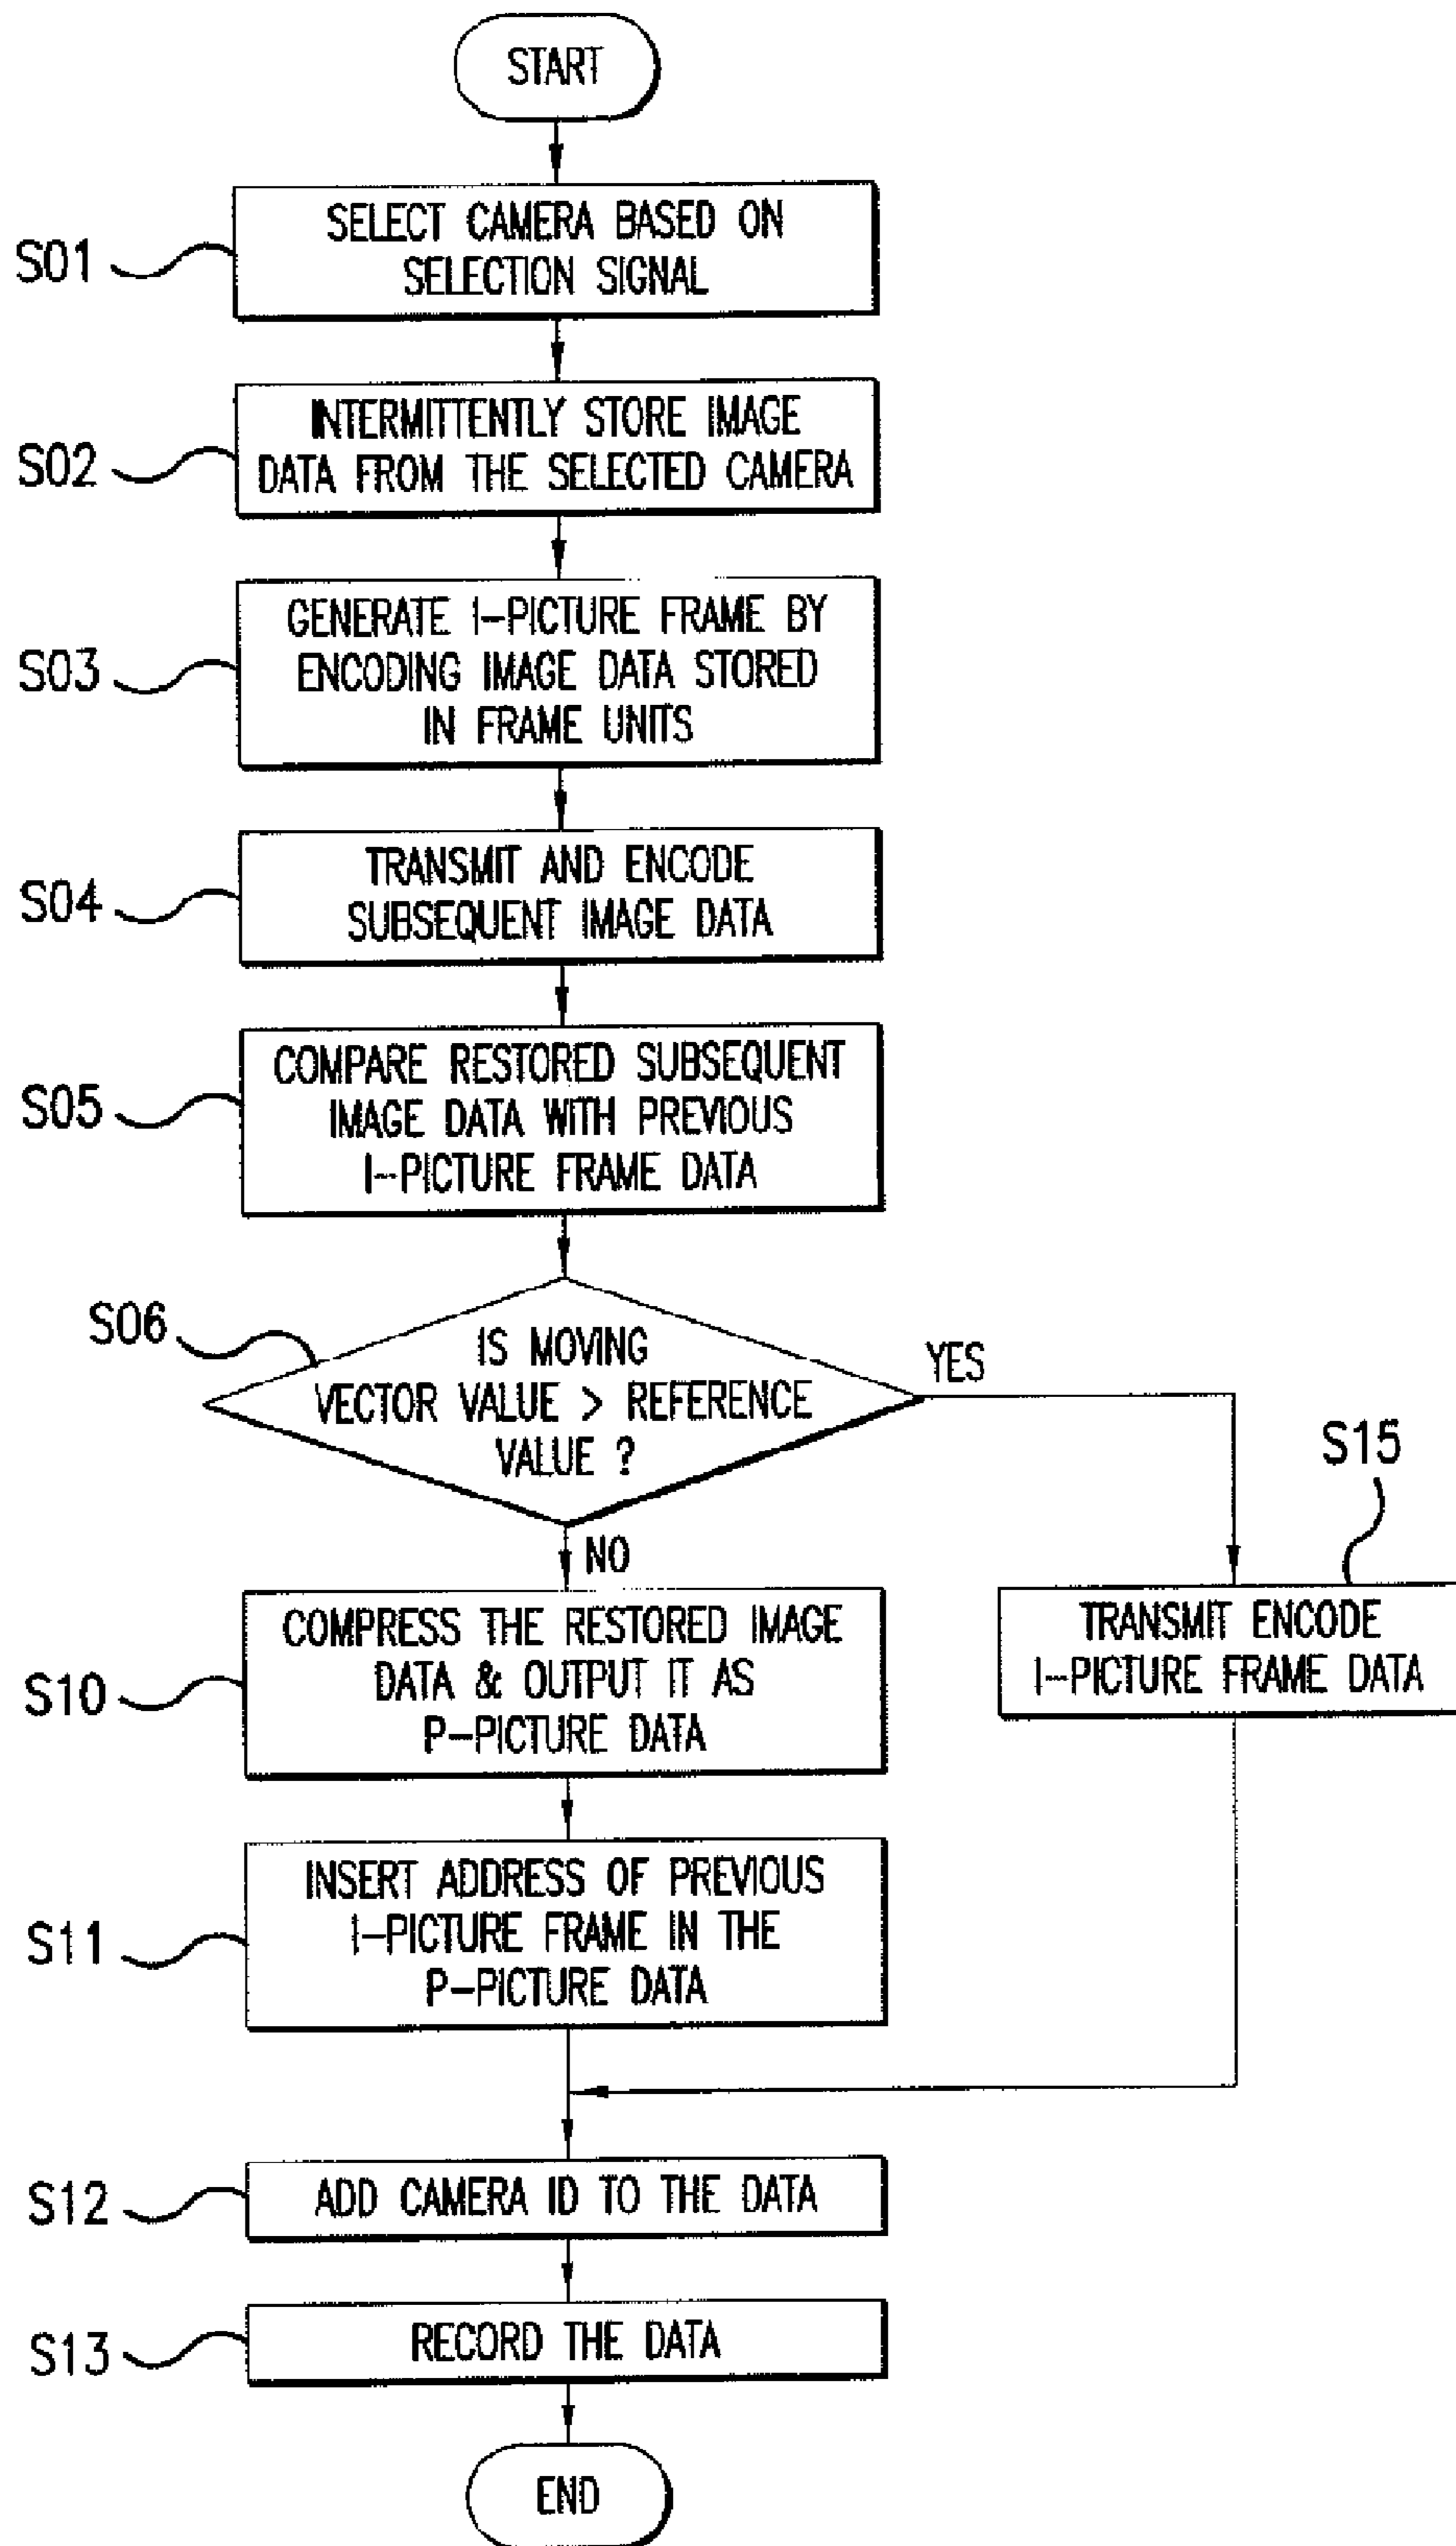 START
S01
SELECT CAMERA BASED ON
SELECTION SIGNAL
S02
INTERMITTENTLY STORE IMAGE
DATA FROM THE SELECTED CAMERA
S03
GENERATE I-PICTURE FRAME BY
ENCODING IMAGE DATA STORED
IN FRAME UNITS
S04
TRANSMIT AND ENCODE
SUBSEQUENT IMAGE DATA
S05
COMPARE RESTORED SUBSEQUENT
IMAGE DATA WITH PREVIOUS
I-PICTURE FRAME DATA
S06
IS MOVING
VECTOR VALUE > REFERENCE
VALUE ?
YES
NO
S15
TRANSMIT ENCODE
I-PICTURE FRAME DATA
S10
COMPRESS THE RESTORED IMAGE
DATA & OUTPUT IT AS
P-PICTURE DATA
S11
INSERT ADDRESS OF PREVIOUS
I-PICTURE FRAME IN THE
P-PICTURE DATA
S12
ADD CAMERA ID TO THE DATA
S13
RECORD THE DATA
END